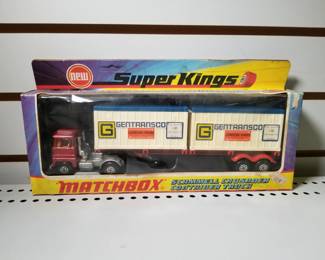 new
Super Kings
G GENTRANSCO
G GENTRANSCO
MATCHBOX
SCAMMELL CRUSADER
CONTAINER TRUCK